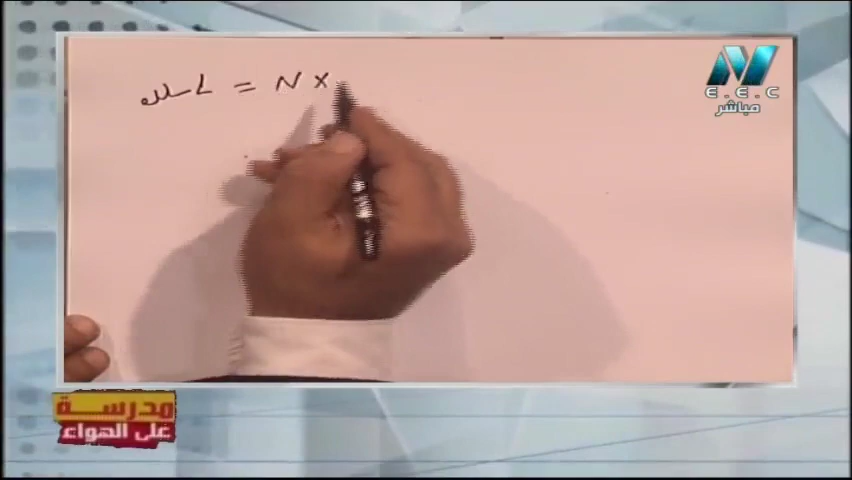 L سلك = N ×
E.E.C
مباشر
مدرسة
على الهواء